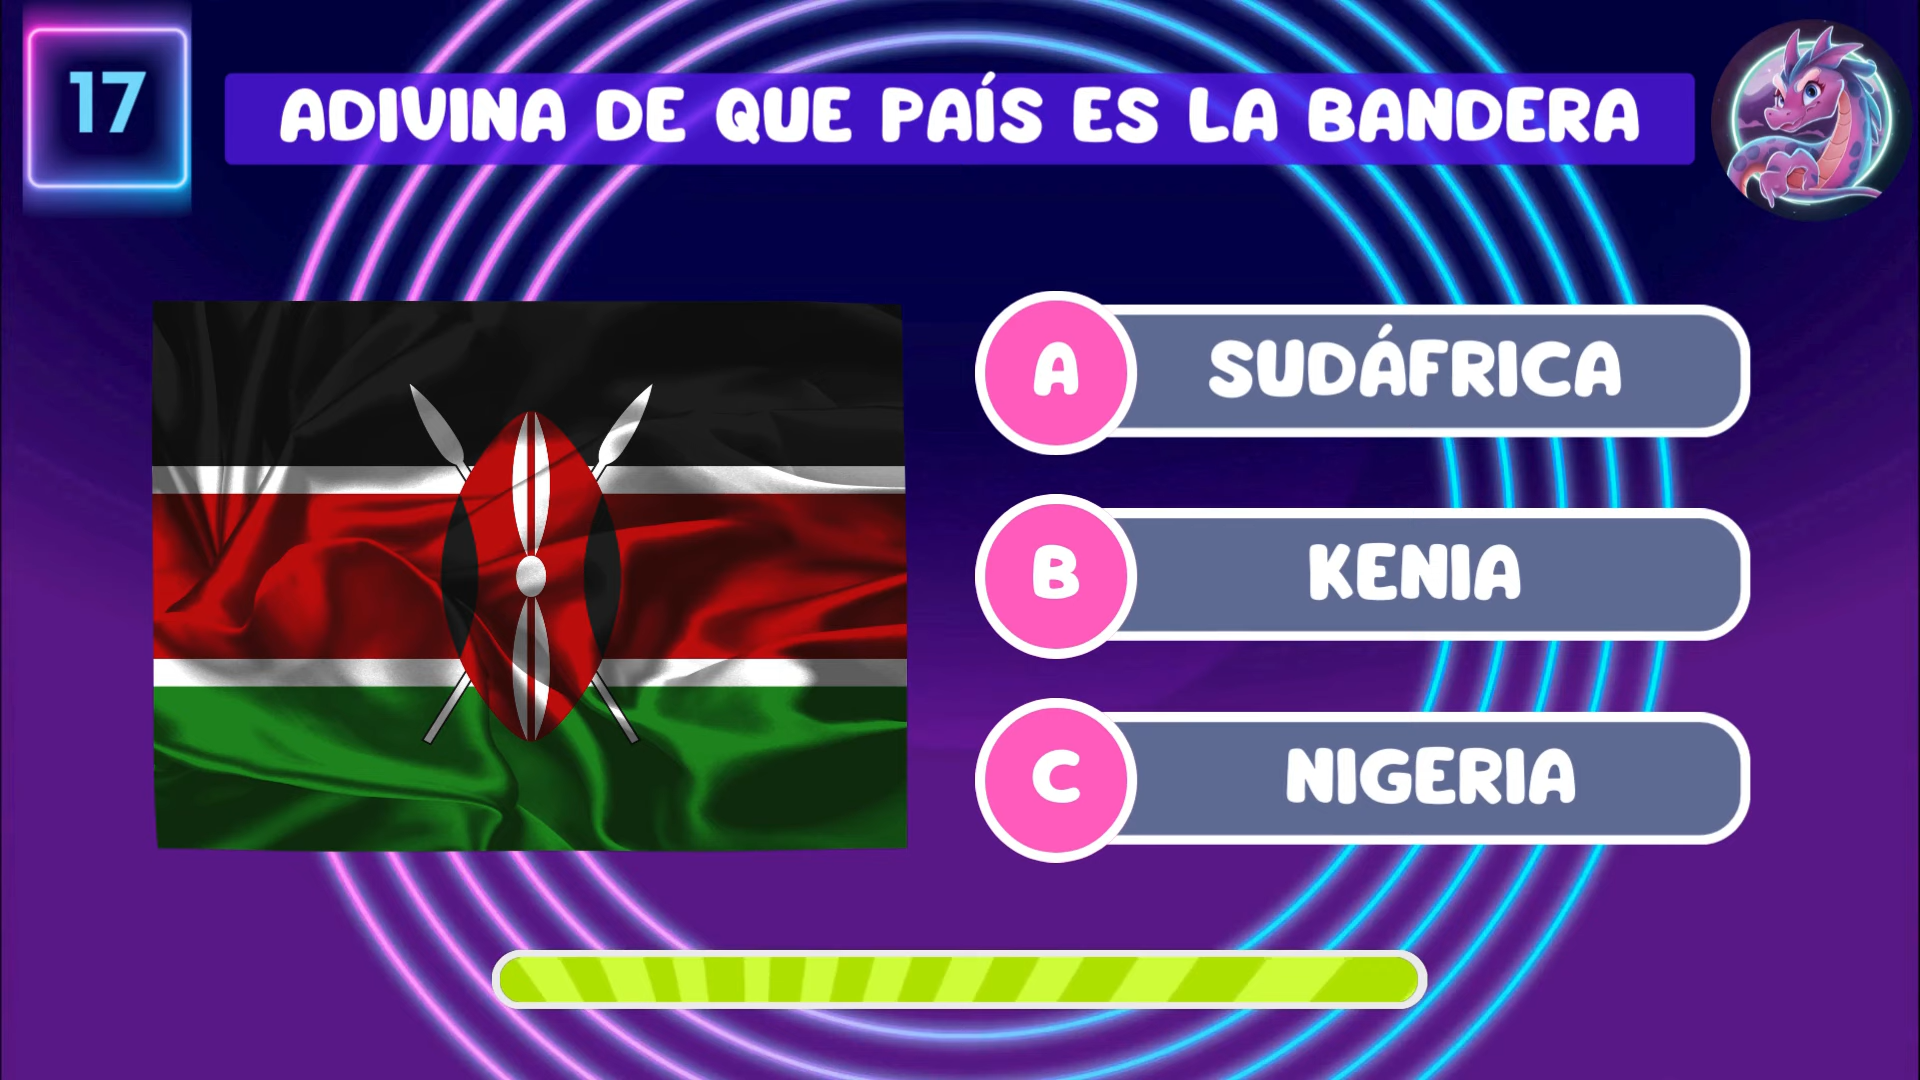 17
ADIVINA DE QUE PAÍS ES LA BANDERA
A SUDÁFRICA
B KENIA
C NIGERIA